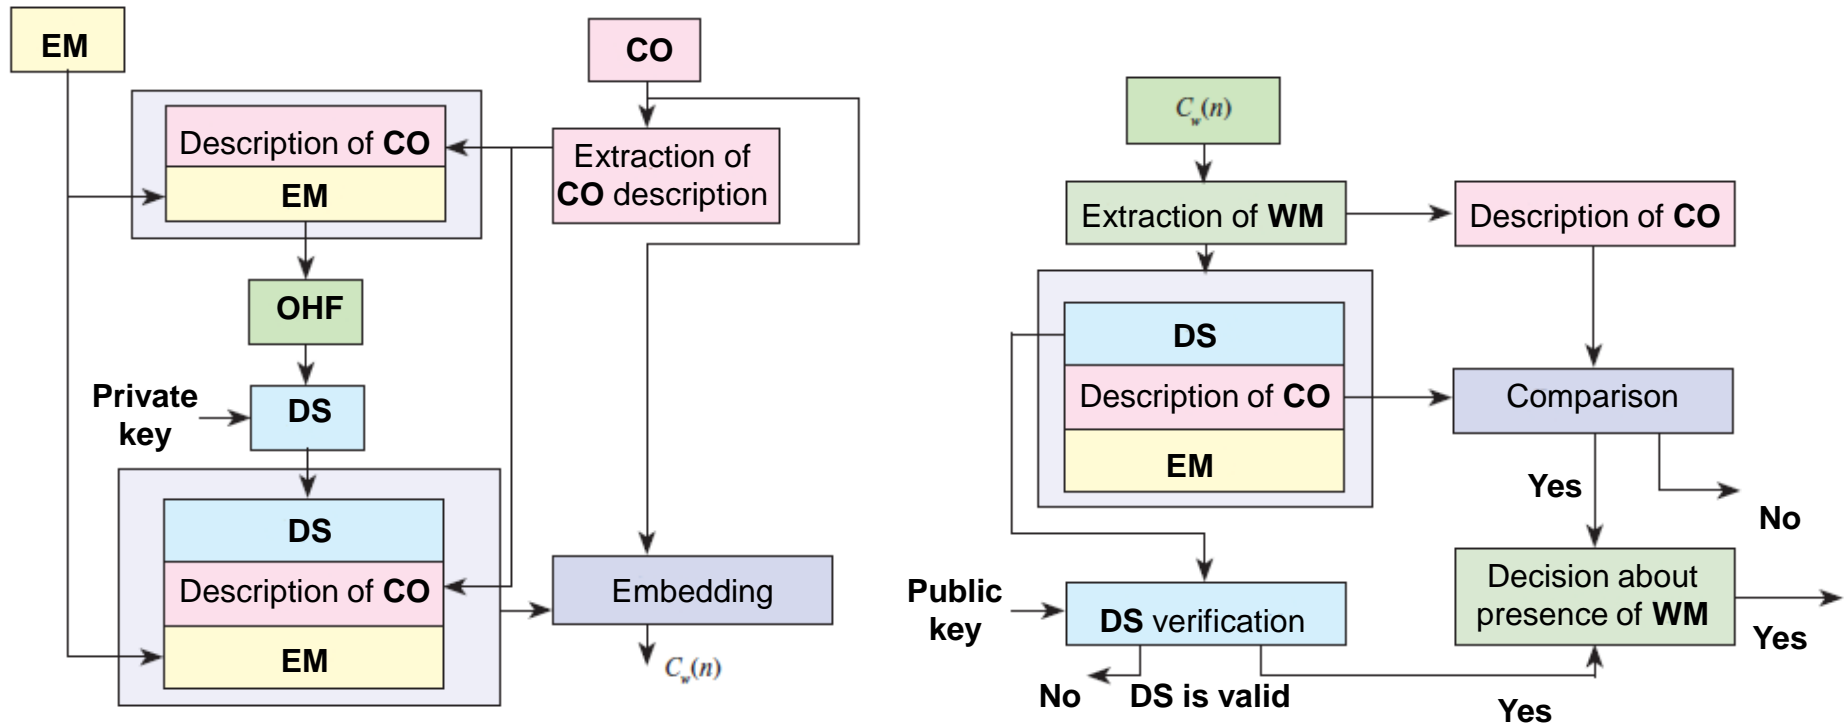 EM
CO
Description of CO
EM
Extraction of
CO description
OHF
Private
key
DS
DS
Description of CO
EM
Embedding
C_w(n)
C_w(n)
Extraction of WM
Description of CO
DS
Description of CO
EM
Comparison
Yes
No
Public
key
DS verification
Decision about
presence of WM
Yes
No
DS is valid
Yes